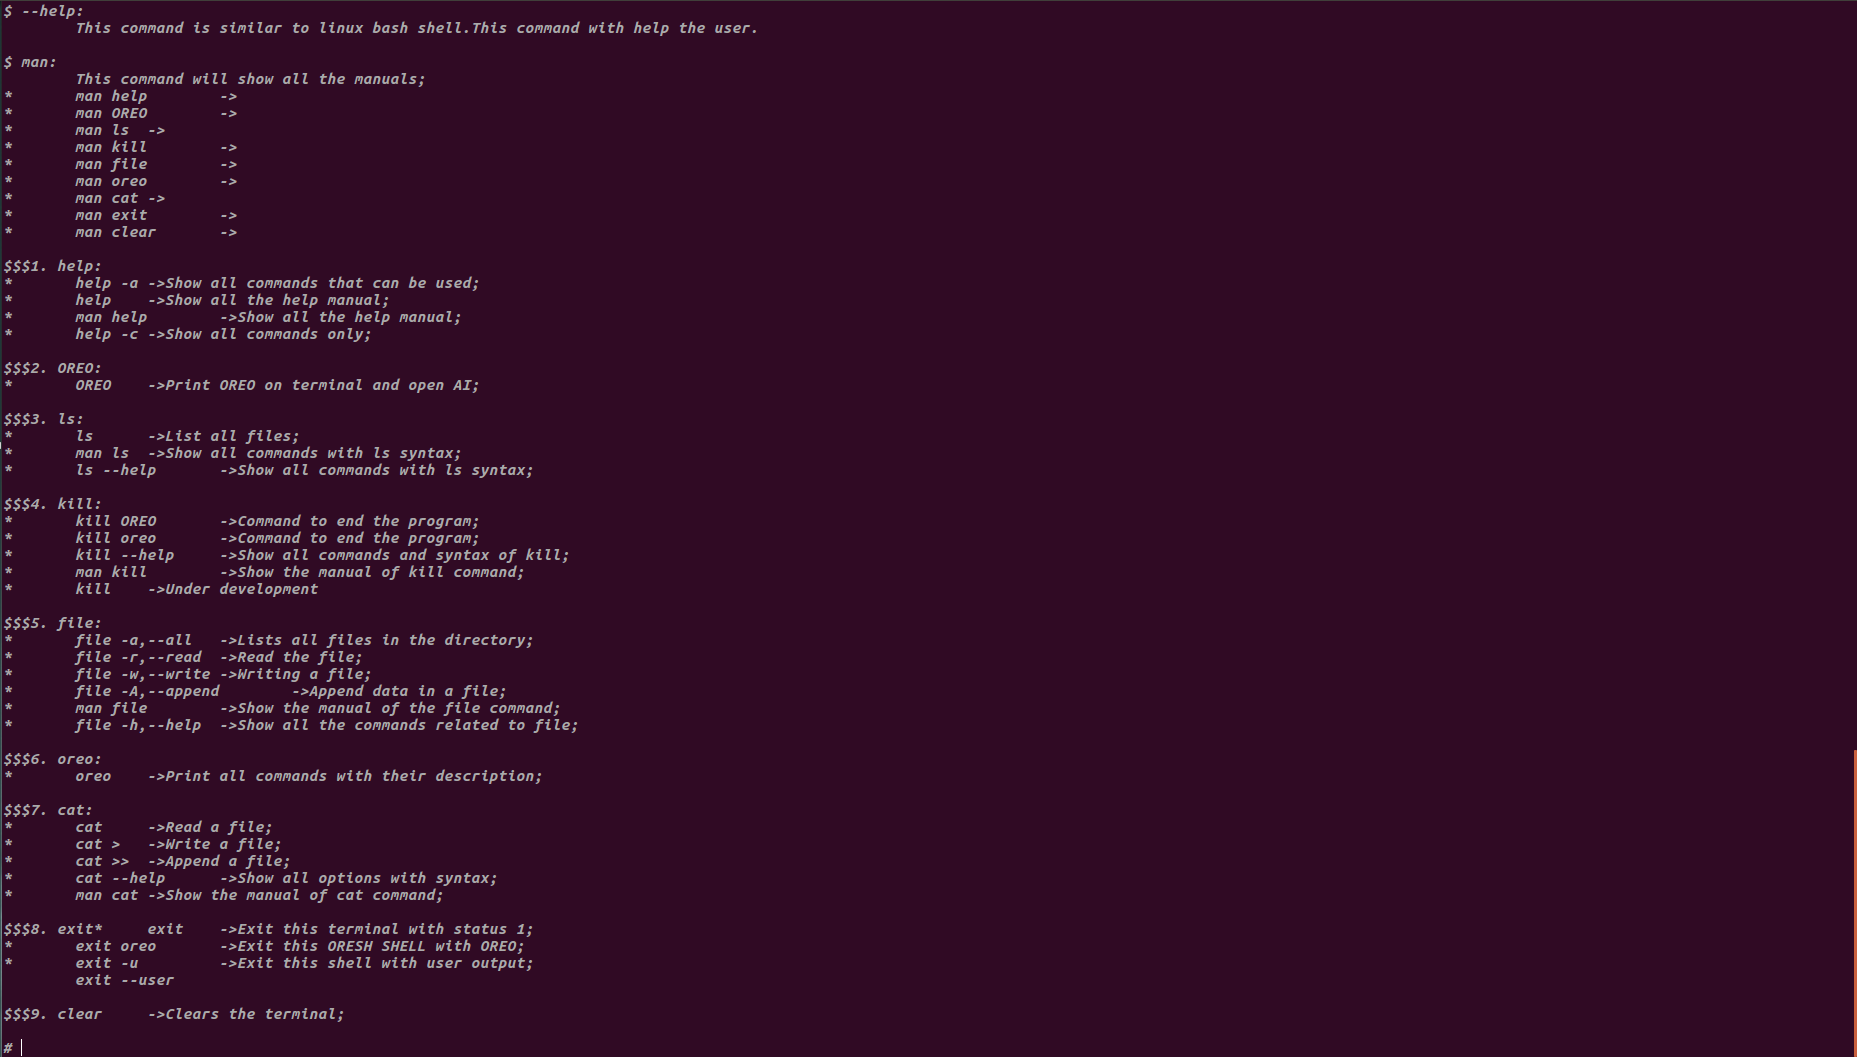 $ --help:
This command is similar to linux bash shell.This command with help the user.
$ man:
This command will show all the manuals;
* man help ->
* man OREO ->
* man ls ->
* man kill ->
* man file ->
* man oreo ->
* man cat ->
* man exit ->
* man clear ->
$$$1. help:
* help -a ->Show all commands that can be used;
* help ->Show all the help manual;
* man help ->Show all the help manual;
* help -c ->Show all commands only;
$$$2. OREO:
* OREO ->Print OREO on terminal and open AI;
$$$3. ls:
* ls ->List all files;
* man ls ->Show all commands with ls syntax;
* ls --help ->Show all commands with ls syntax;
$$$4. kill:
* kill OREO ->Command to end the program;
* kill oreo ->Command to end the program;
* kill --help ->Show all commands and syntax of kill;
* man kill ->Show the manual of kill command;
* kill ->Under development
$$$5. file:
* file -a,--all ->Lists all files in the directory;
* file -r,--read ->Read the file;
* file -w,--write ->Writing a file;
* file -A,--append ->Append data in a file;
* man file ->Show the manual of the file command;
* file -h,--help ->Show all the commands related to file;
$$$6. oreo:
* oreo ->Print all commands with their description;
$$$7. cat:
* cat ->Read a file;
* cat > ->Write a file;
* cat >> ->Append a file;
* cat --help ->Show all options with syntax;
* man cat ->Show the manual of cat command;
$$$8. exit* exit ->Exit this terminal with status 1;
* exit oreo ->Exit this ORESH SHELL with OREO;
* exit -u ->Exit this shell with user output;
exit --user
$$$9. clear ->Clears the terminal;
#